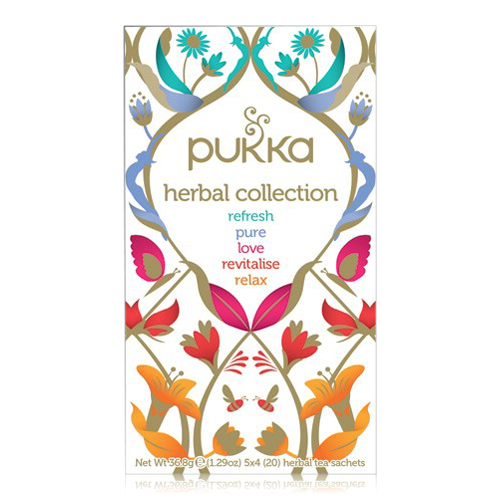 pukka
herbal collection
refresh
pure
love
revitalise
relax
Net Wt 36.8g ℮ (1.29oz) 5x4 (20) herbal tea sachets